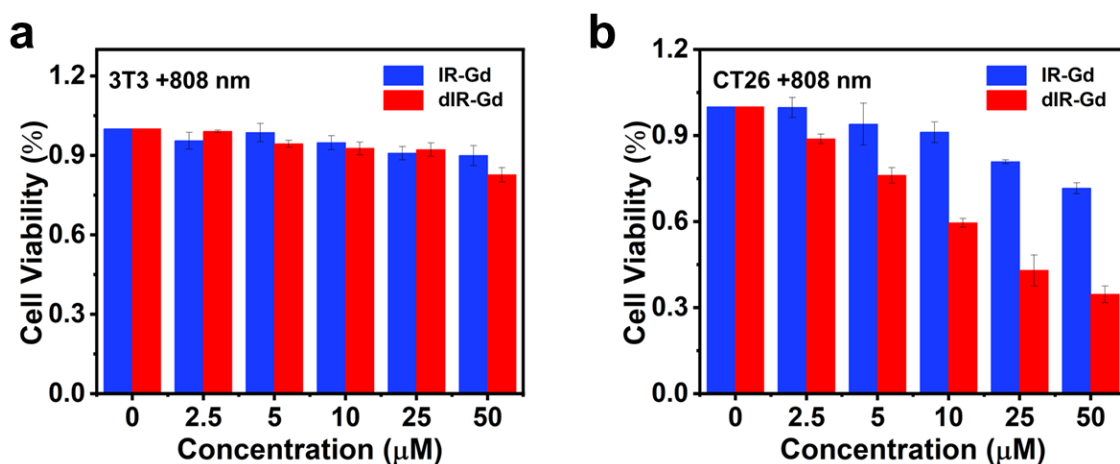 a
3T3 +808 nm
IR-Gd
dIR-Gd
Cell Viability (%)
1.2
0.9
0.6
0.3
0.0
0 2.5 5 10 25 50
Concentration (μM)
b
CT26 +808 nm
IR-Gd
dIR-Gd
Cell Viability (%)
1.2
0.9
0.6
0.3
0.0
0 2.5 5 10 25 50
Concentration (μM)